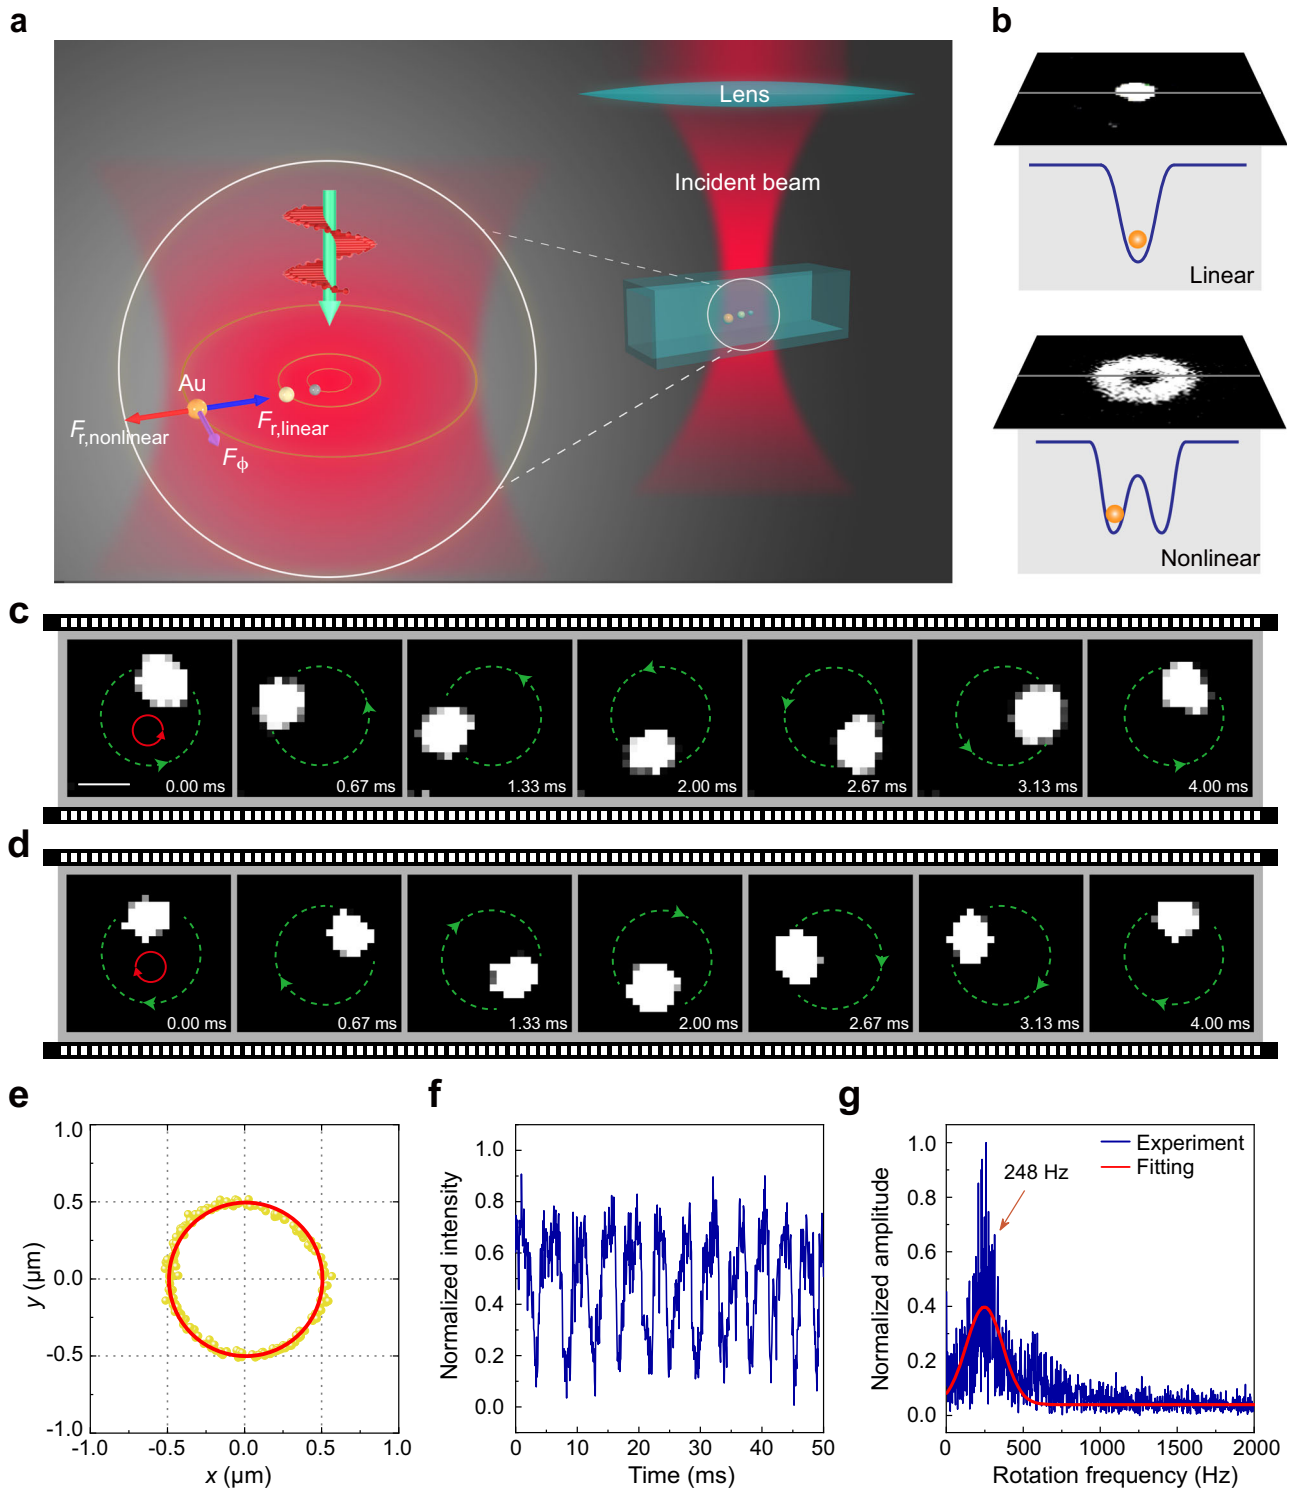 a
b
Lens
Incident beam
Au
F r,nonlinear
F r,linear
F ϕ
Linear
Nonlinear
c
0.00 ms
0.67 ms
1.33 ms
2.00 ms
2.67 ms
3.13 ms
4.00 ms
d
0.00 ms
0.67 ms
1.33 ms
2.00 ms
2.67 ms
3.13 ms
4.00 ms
e
1.0
0.5
0.0
-0.5
-1.0
-1.0 -0.5 0.0 0.5 1.0
y (µm)
x (µm)
f
1.0
0.8
0.6
0.4
0.2
0.0
0 10 20 30 40 50
Normalized intensity
Time (ms)
g
Experiment
Fitting
248 Hz
1.0
0.8
0.6
0.4
0.2
0.0
0 500 1000 1500 2000
Normalized amplitude
Rotation frequency (Hz)